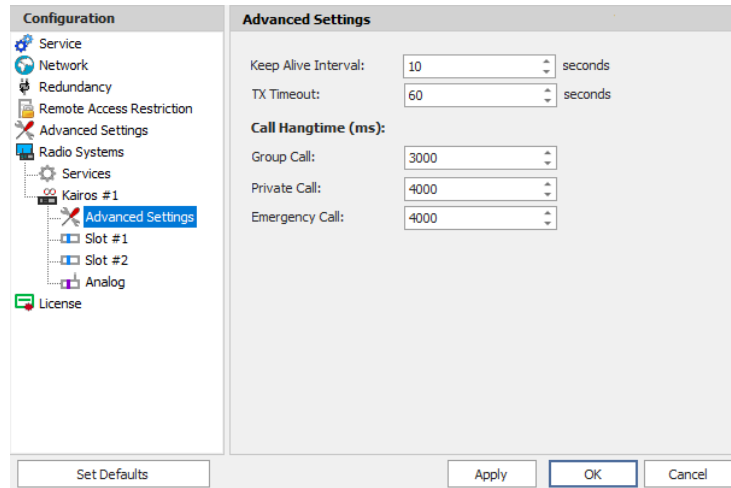 Configuration
Service
Network
Redundancy
Remote Access Restriction
Advanced Settings
Radio Systems
Services
Kairos #1
Advanced Settings
Slot #1
Slot #2
Analog
License
Advanced Settings
Keep Alive Interval: 10 seconds
TX Timeout: 60 seconds
Call Hangtime (ms):
Group Call: 3000
Private Call: 4000
Emergency Call: 4000
Set Defaults Apply OK Cancel